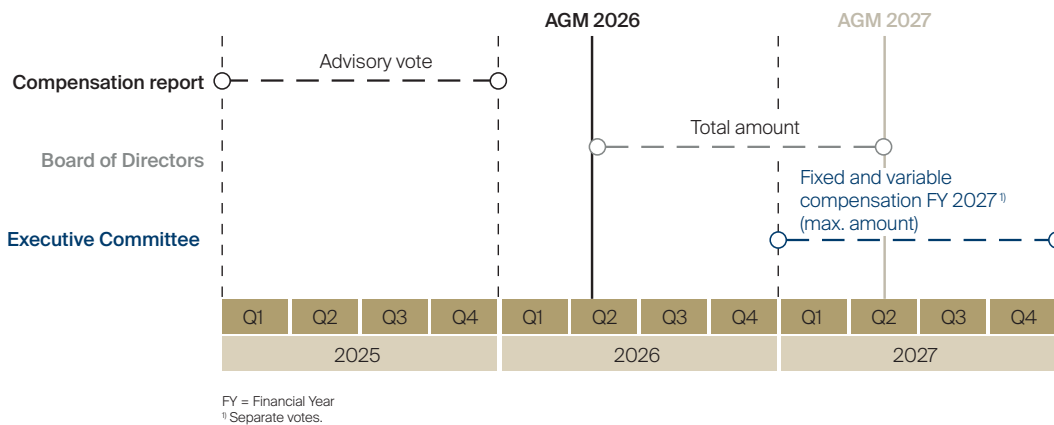 AGM 2026
AGM 2027
Compensation report
Advisory vote
Board of Directors
Total amount
Executive Committee
Fixed and variable
compensation FY 2027 ¹⁾
(max. amount)
Q1 Q2 Q3 Q4 Q1 Q2 Q3 Q4 Q1 Q2 Q3 Q4
2025 2026 2027
FY = Financial Year
¹⁾ Separate votes.